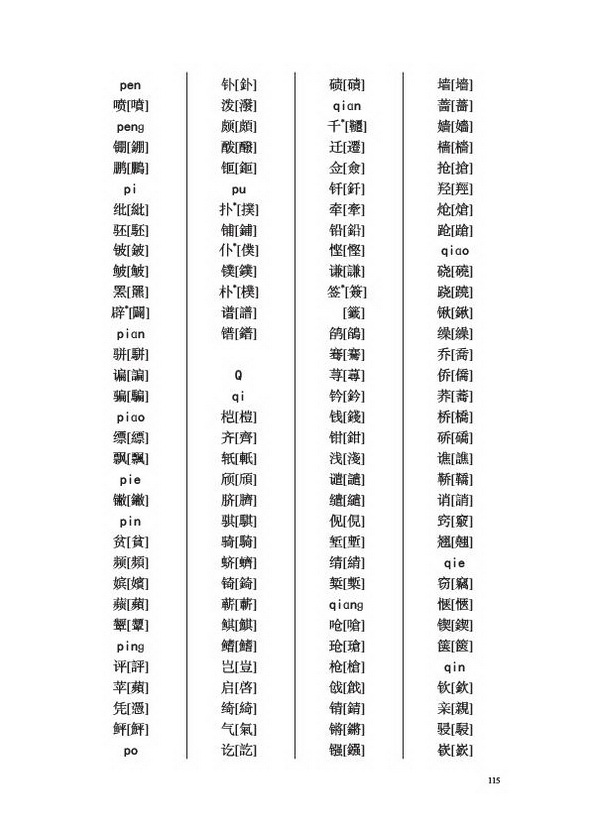 pen
喷[噴]
peng
鹏[鵬]
pi
纰[紕]
𬳵[駓]
铍[鈹]
鲏[鮍]
罴[羆]
辟*[闢]
pian
骈[駢]
谝[諞]
骗[騙]
piao
缥[縹]
飘[飄]
pie
pin
贫[貧]
频[頻]
嫔[嬪]
𬞟[蘋]
颦[顰]
ping
评[評]
苹[蘋]
凭[憑]
鲆[鮃]
po
钋[釙]
泼[潑]
颇[頗]
酦[醱]
钷[鉕]
pu
扑*[撲]
铺[鋪]
仆*[僕]
镤[鏷]
朴*[樸]
谱[譜]
镨[鐠]
Q
qi
桤[榿]
齐[齊]
𬨂[軝]
颀[頎]
脐[臍]
骐[騏]
骑[騎]
蛴[蠐]
锜[錡]
蕲[蘄]
鲯[鯕]
鳍[鰭]
岂[豈]
启[啓]
绮[綺]
气[氣]
讫[訖]
碛[磧]
qian
千*[韆]
迁[遷]
佥[僉]
钎[釺]
牵[牽]
铅[鉛]
悭[慳]
谦[謙]
签*[簽]
[籤]
鹐[鵮]
骞[騫]
荨[蕁]
钤[鈐]
钱[錢]
钳[鉗]
浅[淺]
谴[譴]
缱[繾]
伣[俔]
堑[塹]
𬘬[綪]
椠[槧]
qiang
呛[嗆]
玱[瑲]
枪[槍]
戗[戧]
锖[錆]
锵[鏘]
镪[鏹]
墙[墻]
蔷[薔]
嫱[嬙]
樯[檣]
抢[搶]
羟[羥]
炝[熗]
跄[蹌]
qiao
硗[磽]
跷[蹺]
锹[鍬]
缲[繰]
乔[喬]
侨[僑]
荞[蕎]
桥[橋]
硚[礄]
谯[譙]
鞒[鞽]
诮[誚]
窍[竅]
翘[翹]
qie
窃[竊]
惬[愜]
锲[鍥]
箧[篋]
qin
钦[欽]
亲[親]
骎[駸]
嵚[嶔]
115